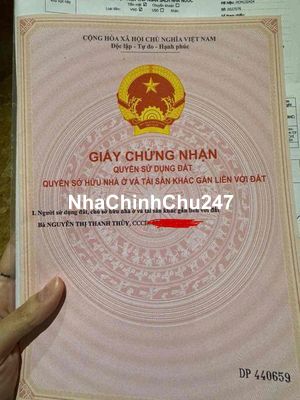 CỘNG HÒA XÃ HỘI CHỦ NGHĨA VIỆT NAM
Độc lập - Tự do - Hạnh phúc
GIẤY CHỨNG NHẬN
QUYỀN SỬ DỤNG ĐẤT
QUYỀN SỞ HỮU NHÀ Ở VÀ TÀI SẢN KHÁC GẮN LIỀN VỚI ĐẤT
NhaChinhChu247
I. Người sử dụng đất, chủ sở hữu nhà ở và tài sản khác gắn liền với đất
Bà NGUYỄN THỊ THANH THỦY, CCCD
DP 440659